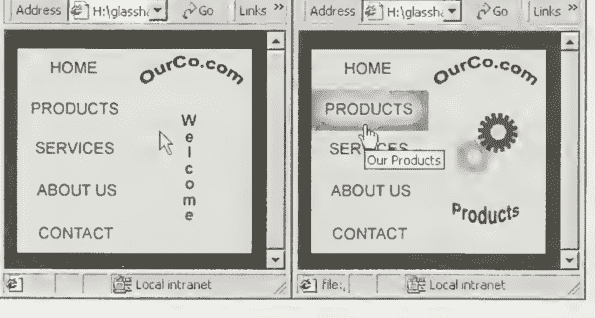 Address H:\glassh Go Links »
HOME
OurCo.com
PRODUCTS
Welcome
SERVICES
ABOUT US
CONTACT
Local intranet
Address H:\glassh Go Links »
HOME
OurCo.com
PRODUCTS
SERVICES
Our Products
ABOUT US
Products
CONTACT
file:, Local intranet